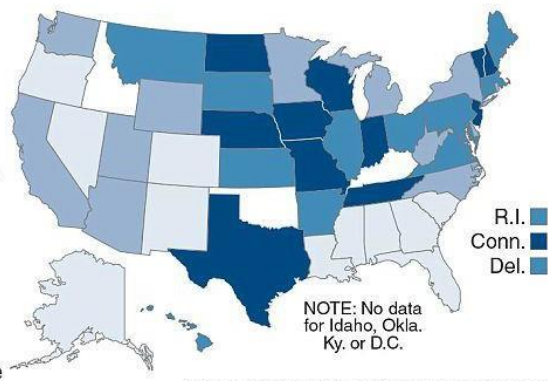 R.I.
Conn.
Del.
NOTE: No data
for Idaho, Okla.
Ky. or D.C.
e